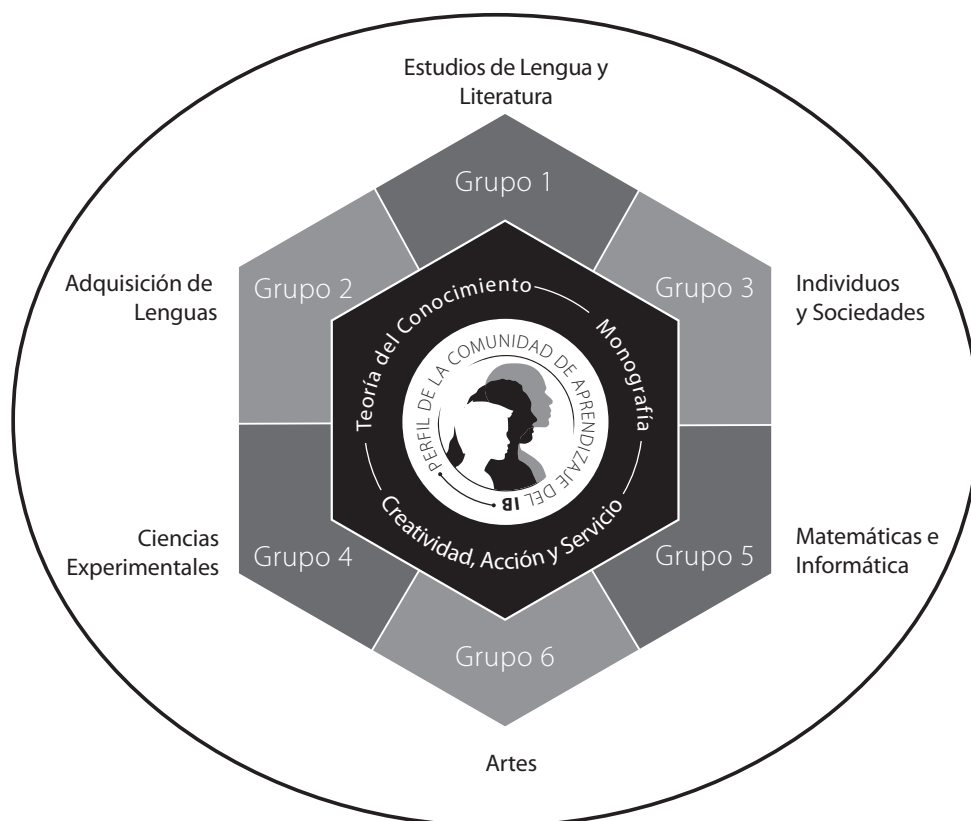 Estudios de Lengua y
Literatura
Grupo 1
Adquisición de
Lenguas
Grupo 2
Grupo 3
Individuos
y Sociedades
Teoría del Conocimiento
Monografía
PERFIL DE LA COMUNIDAD DE APRENDIZAJE DEL IB
Creatividad, Acción y Servicio
Ciencias
Experimentales
Grupo 4
Grupo 5
Matemáticas e
Informática
Grupo 6
Artes